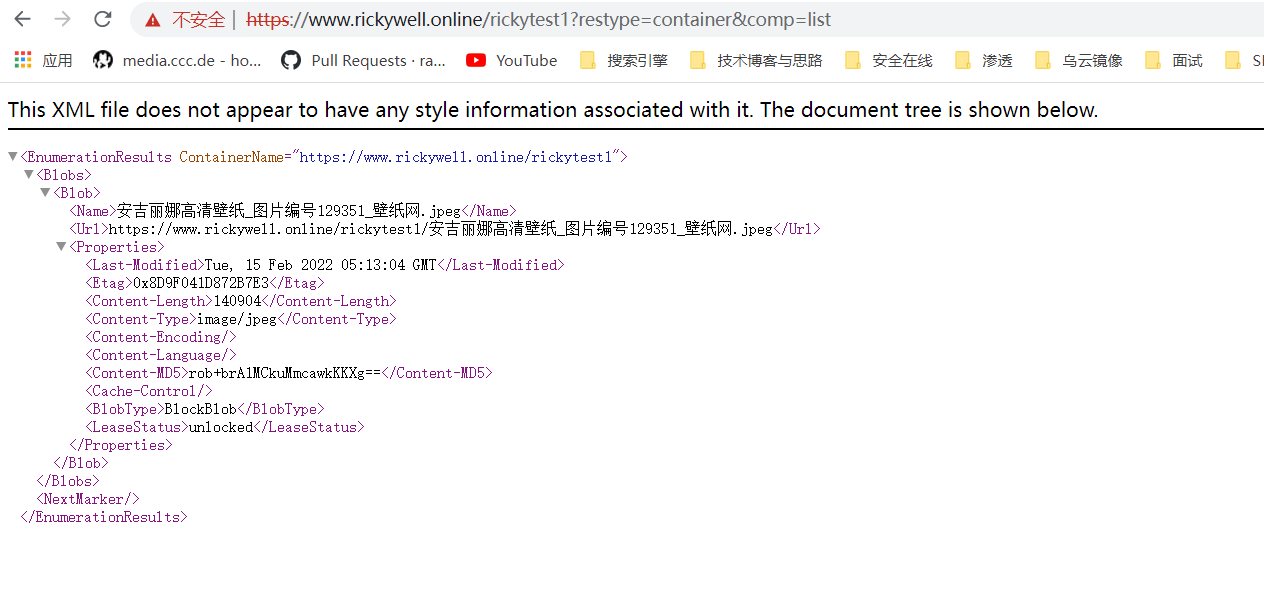 不安全 | https://www.rickywell.online/rickytest1?restype=container&comp=list
应用 media.ccc.de - ho... Pull Requests · ra... YouTube 搜索引擎 技术博客与思路 安全在线 渗透 乌云镜像 面试
This XML file does not appear to have any style information associated with it. The document tree is shown below.
▼<EnumerationResults ContainerName="https://www.rickywell.online/rickytest1">
▼<Blobs>
▼<Blob>
<Name>安吉丽娜高清壁纸_图片编号129351_壁纸网.jpeg</Name>
<Url>https://www.rickywell.online/rickytest1/安吉丽娜高清壁纸_图片编号129351_壁纸网.jpeg</Url>
▼<Properties>
<Last-Modified>Tue, 15 Feb 2022 05:13:04 GMT</Last-Modified>
<Etag>0x8D9F041D872B7E3</Etag>
<Content-Length>140904</Content-Length>
<Content-Type>image/jpeg</Content-Type>
<Content-Encoding/>
<Content-Language/>
<Content-MD5>rob+brA1MCkuMmcawkKKXg==</Content-MD5>
<Cache-Control/>
<BlobType>BlockBlob</BlobType>
<LeaseStatus>unlocked</LeaseStatus>
</Properties>
</Blob>
</Blobs>
<NextMarker/>
</EnumerationResults>